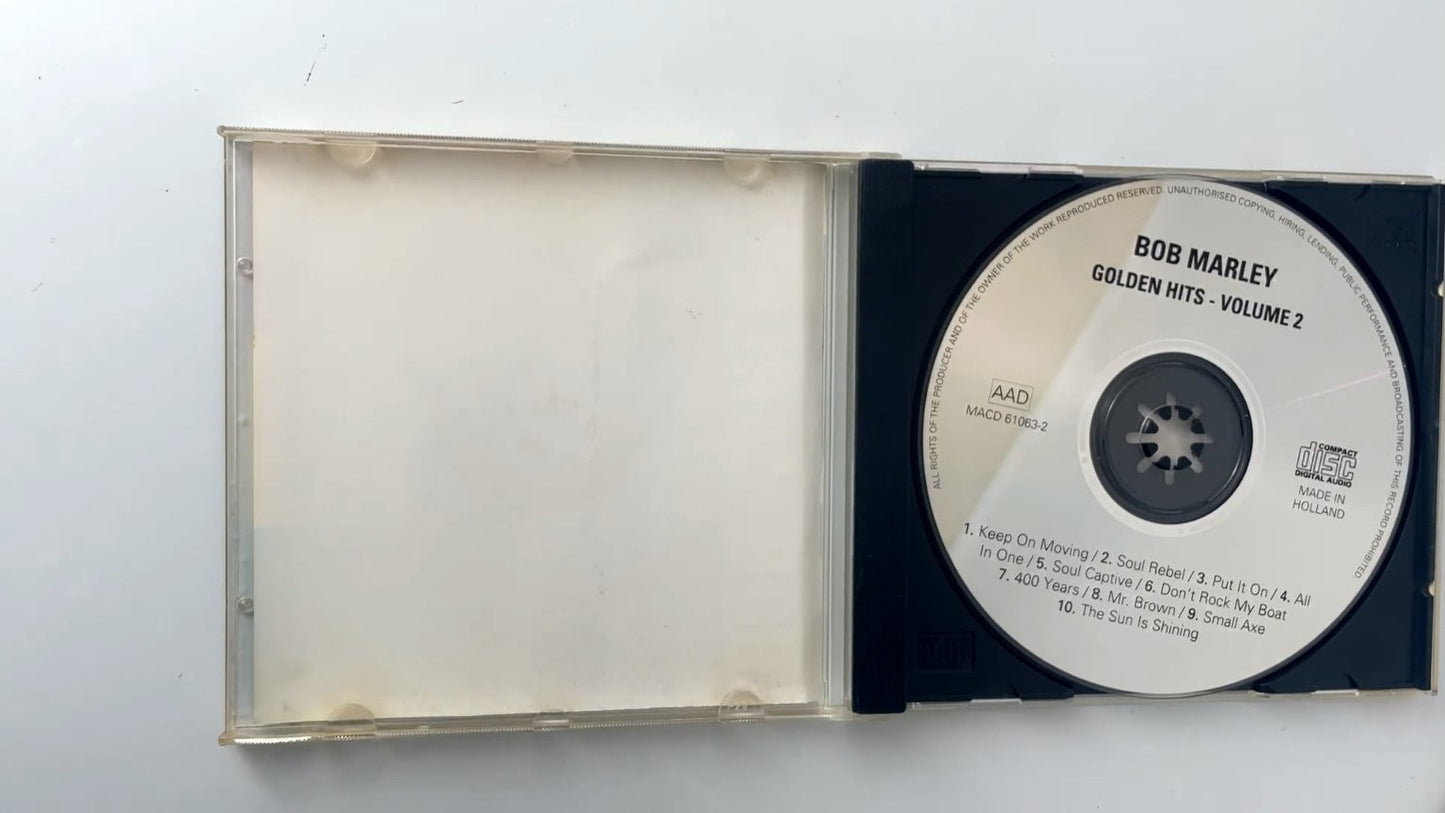 ALL RIGHTS OF THE PRODUCER AND OF THE OWNER OF THE WORK REPRODUCED RESERVED. UNAUTHORISED COPYING, HIRING, LENDING, PUBLIC PERFORMANCE AND BROADCASTING OF THIS RECORD PROHIBITED
BOB MARLEY
GOLDEN HITS - VOLUME 2
AAD
MACD 61063-2
COMPACT
disc
DIGITAL AUDIO
MADE IN
HOLLAND
1. Keep On Moving / 2. Soul Rebel / 3. Put It On / 4. All
In One / 5. Soul Captive / 6. Don't Rock My Boat
7. 400 Years / 8. Mr. Brown / 9. Small Axe
10. The Sun Is Shining